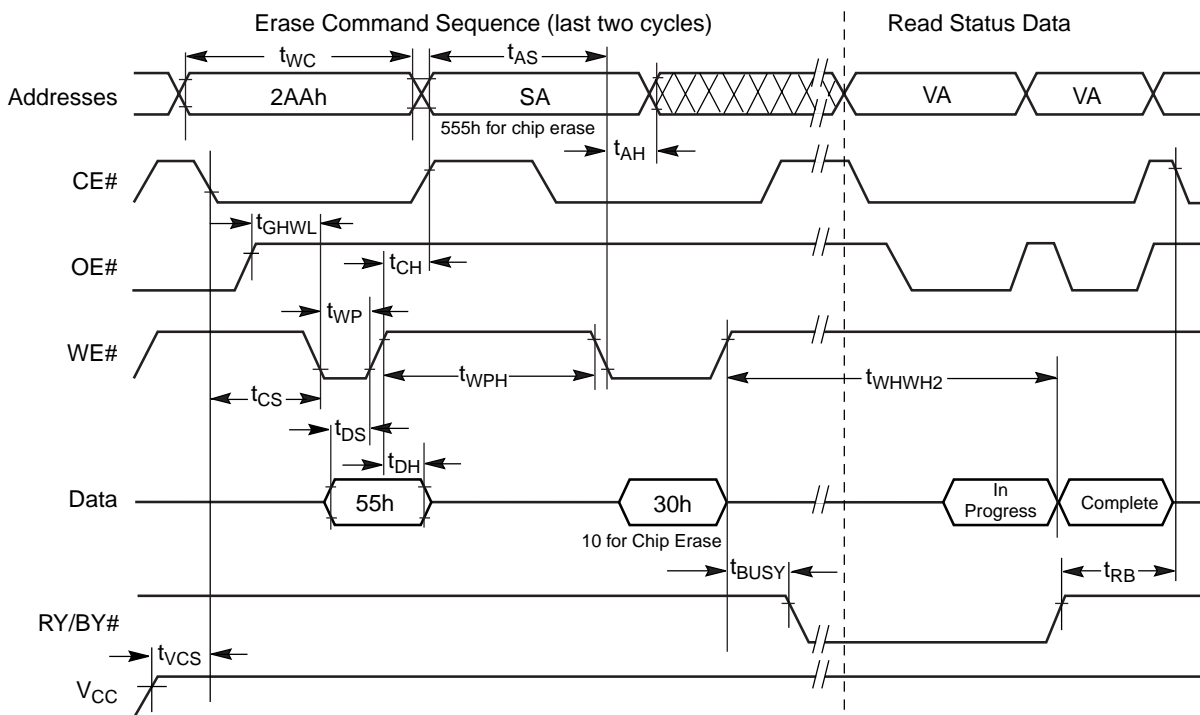 Erase Command Sequence (last two cycles)
Read Status Data
tWC
tAS
Addresses
2AAh
SA
VA
VA
555h for chip erase
tAH
CE#
tGHWL
OE#
tCH
tWP
WE#
tWPH
tWHWH2
tCS
tDS
tDH
Data
55h
30h
In
Progress
Complete
10 for Chip Erase
tBUSY
tRB
RY/BY#
tVCS
VCC